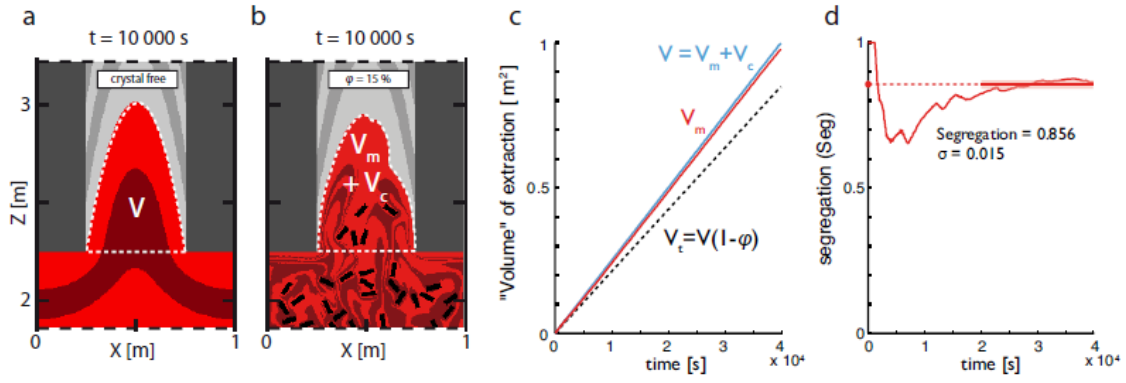 a
t = 10 000 s
crystal free
V
Z [m]
3
2
0
X [m]
1
b
t = 10 000 s
φ = 15 %
Vm
+ Vc
0
X [m]
1
c
"Volume" of extraction [ m²]
1
0.5
0
V = Vm + Vc
Vm
Vt=V(1-φ)
0
1
2
3
4
time [s]
x 10⁴
d
segregation (Seg)
1
0.5
0
Segregation = 0.856
σ = 0.015
0
1
2
3
4
time [s]
x 10⁴